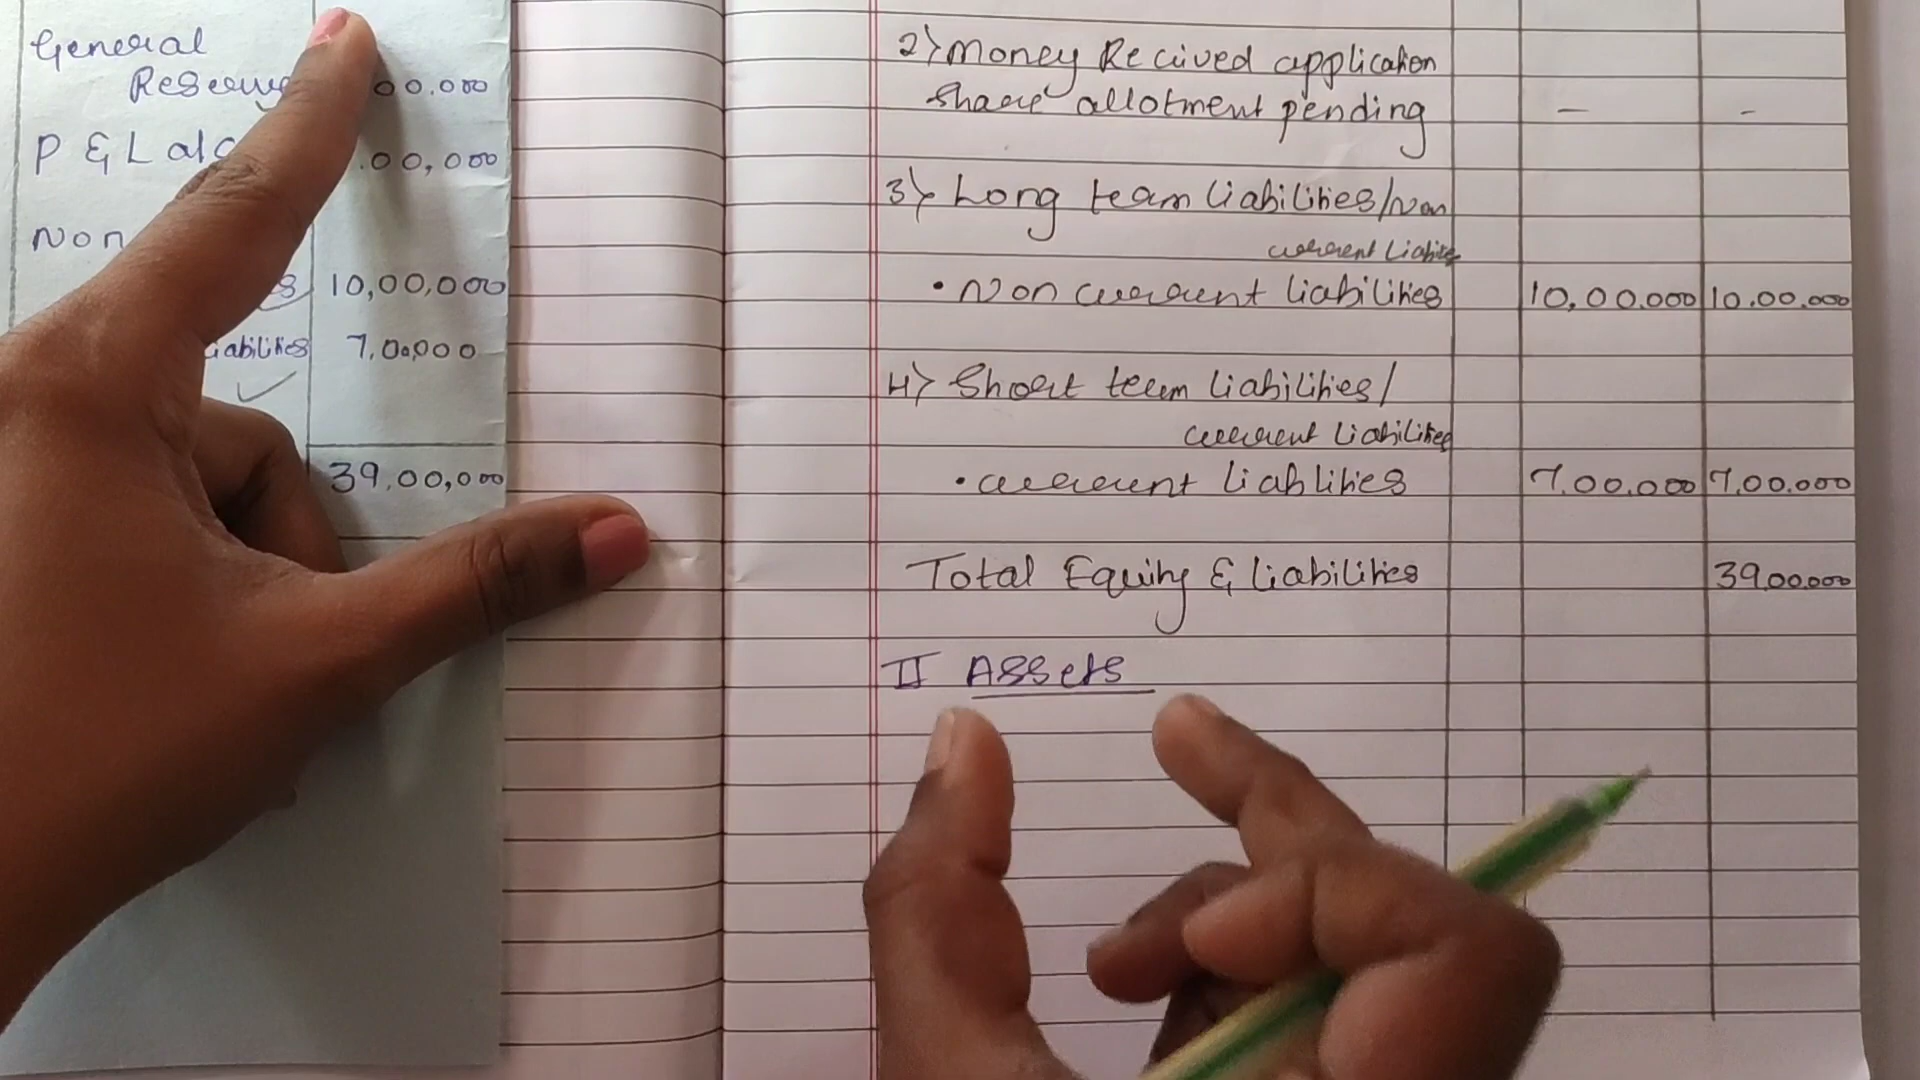 General
Reserve 00.000
P & L a/c .00,000
Non
10,00,000
liabilities 7,00,000
39,00,000
2) Money Recived application
Share allotment pending - -
3) Long team liabilities/Non
current Liabilites
• Non current liabilities 10,00.000 10.00.000
4) Short term liabilities/
current Liabilities
• current liablities 7,00.000 7,00.000
Total Equity & liabilities 39,00.000
II Assets